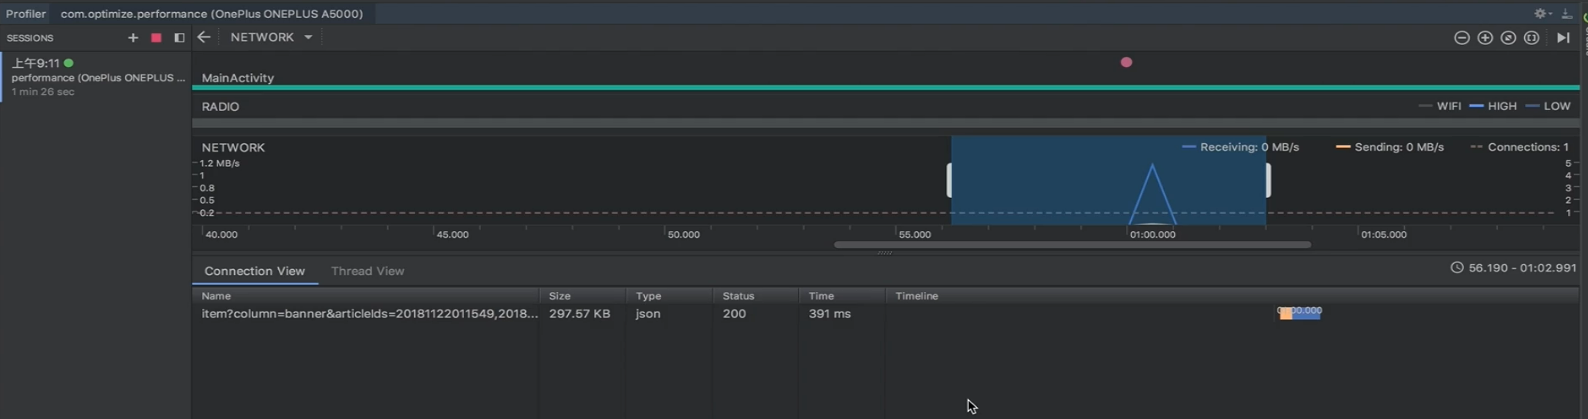 Profiler com.optimize.performance (OnePlus ONEPLUS A5000)
SESSIONS NETWORK
上午9:11
performance (OnePlus ONEPLUS ...
1 min 26 sec
MainActivity
RADIO WIFI HIGH LOW
NETWORK Receiving: 0 MB/s Sending: 0 MB/s Connections: 1
1.2 MB/s 5
1 4
0.8 3
0.5 2
0.2 1
40.000 45.000 50.000 55.000 01:00.000 01:05.000
Connection View Thread View 56.190 - 01:02.991
Name Size Type Status Time Timeline
item?column=banner&articleIds=20181122011549,2018... 297.57 KB json 200 391 ms